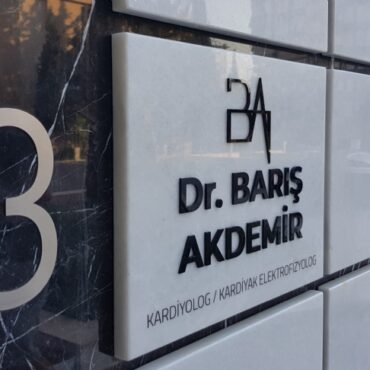 3
BA
Dr. BARIŞ
AKDEMİR
KARDİYOLOG / KARDİYAK ELEKTROFİZYOLOG